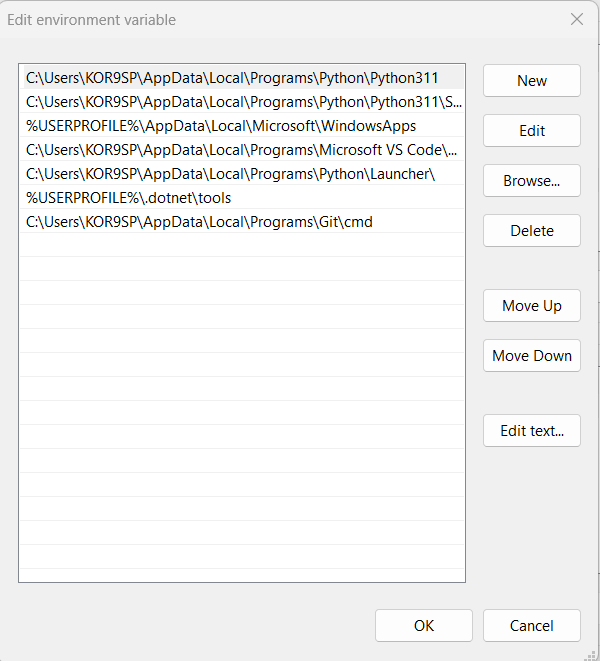 Edit environment variable
C:\Users\KOR9SP\AppData\Local\Programs\Python\Python311
C:\Users\KOR9SP\AppData\Local\Programs\Python\Python311\S...
%USERPROFILE%\AppData\Local\Microsoft\WindowsApps
C:\Users\KOR9SP\AppData\Local\Programs\Microsoft VS Code\...
C:\Users\KOR9SP\AppData\Local\Programs\Python\Launcher\
%USERPROFILE%\.dotnet\tools
C:\Users\KOR9SP\AppData\Local\Programs\Git\cmd
New
Edit
Browse...
Delete
Move Up
Move Down
Edit text...
OK
Cancel